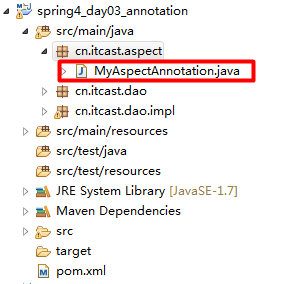 spring4_day03_annotation
src/main/java
cn.itcast.aspect
MyAspectAnnotation.java
cn.itcast.dao
cn.itcast.dao.impl
src/main/resources
src/test/java
src/test/resources
JRE System Library [JavaSE-1.7]
Maven Dependencies
src
target
pom.xml